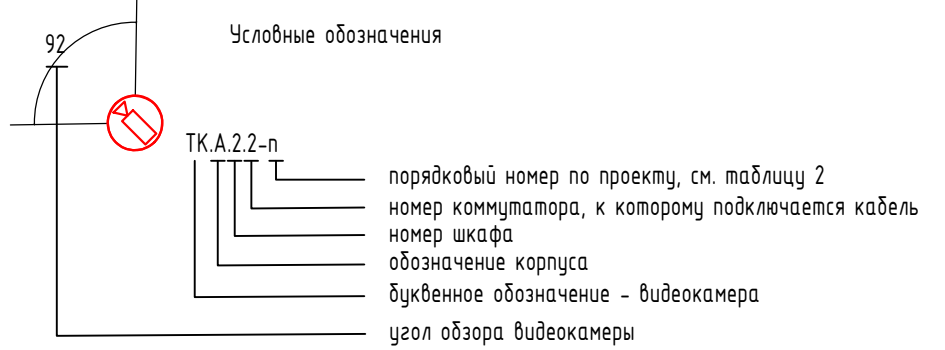 Условные обозначения
92
ТК.А.2.2-п
порядковый номер по проекту, см. таблицу 2
номер коммутатора, к которому подключается кабель
номер шкафа
обозначение корпуса
буквенное обозначение - видеокамера
угол обзора видеокамеры